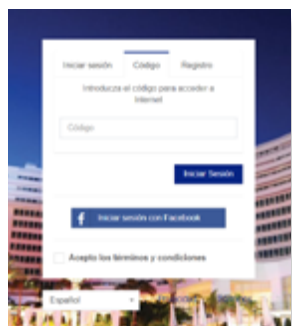 Iniciar sesión Código Registro
Introduzca el código para acceder a
Internet
Código
Iniciar Sesión
f Iniciar sesión con Facebook
Acepto los términos y condiciones
Español